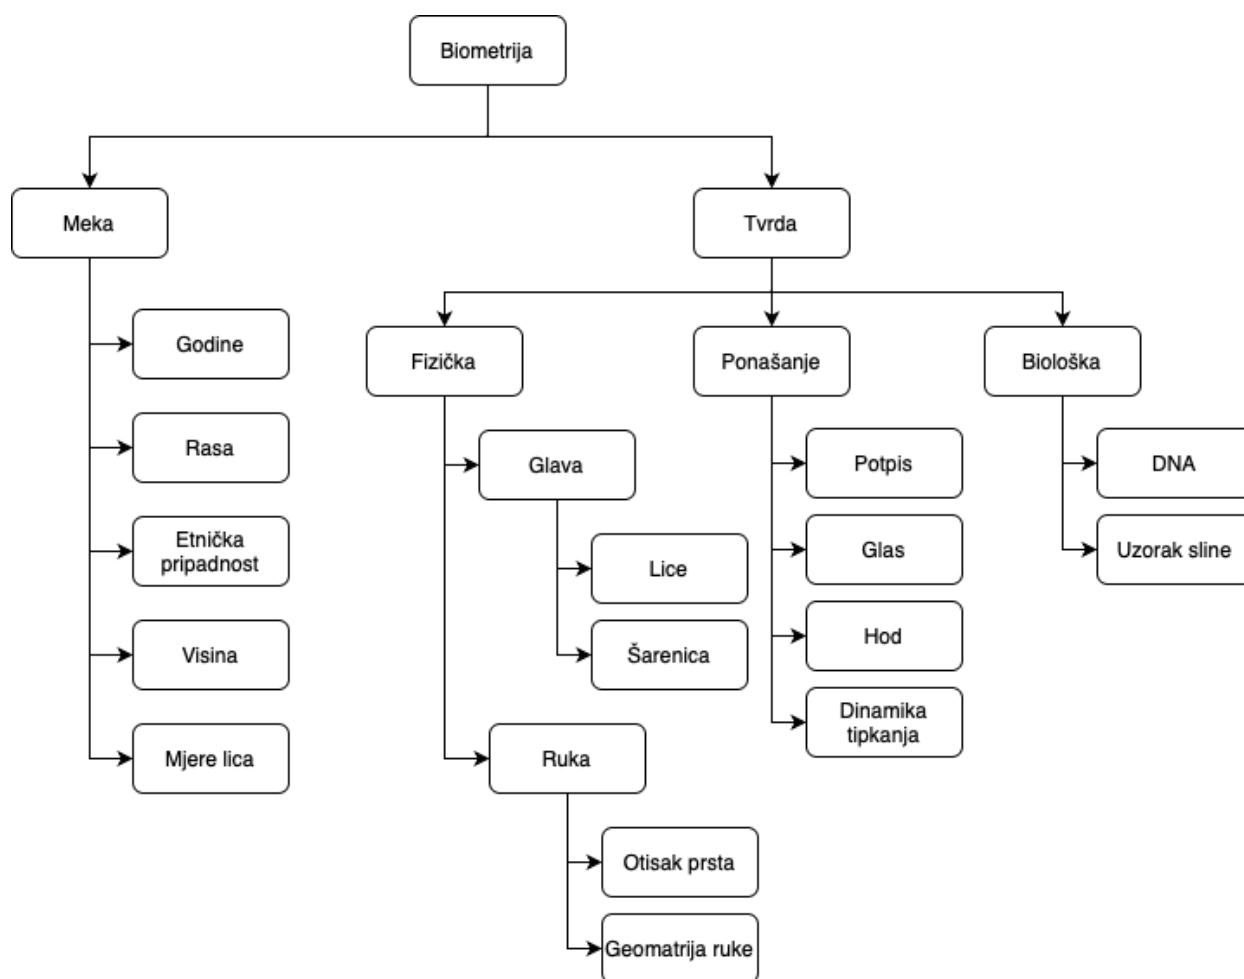 Biometrija
Meka
Tvrda
Godine
Rasa
Etnička
pripadnost
Visina
Mjere lica
Fizička
Glava
Lice
Šarenica
Ruka
Otisak prsta
Geomatrija ruke
Ponašanje
Potpis
Glas
Hod
Dinamika
tipkanja
Biološka
DNA
Uzorak sline